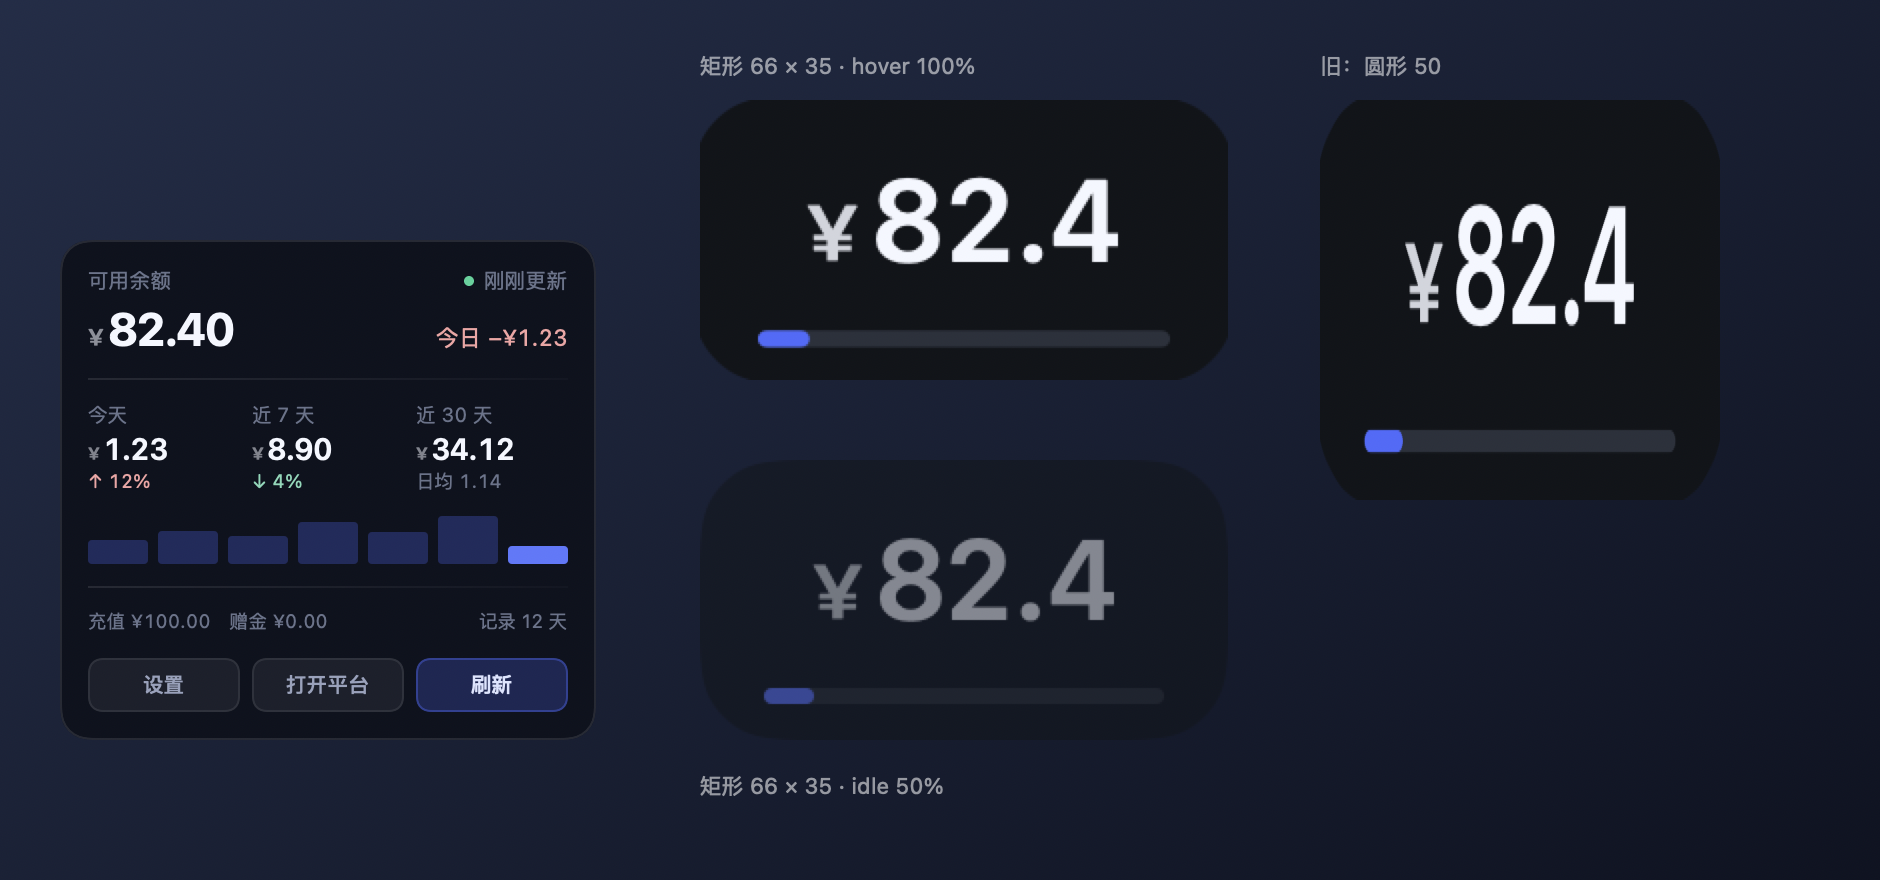 可用余额
刚刚更新
¥ 82.40
今日 −¥1.23
今天
近 7 天
近 30 天
¥ 1.23
¥ 8.90
¥ 34.12
↑ 12%
↓ 4%
日均 1.14
充值 ¥100.00
赠金 ¥0.00
记录 12 天
设置
打开平台
刷新
矩形 66 × 35 · hover 100%
¥ 82.4
¥ 82.4
矩形 66 × 35 · idle 50%
旧：圆形 50
¥ 82.4